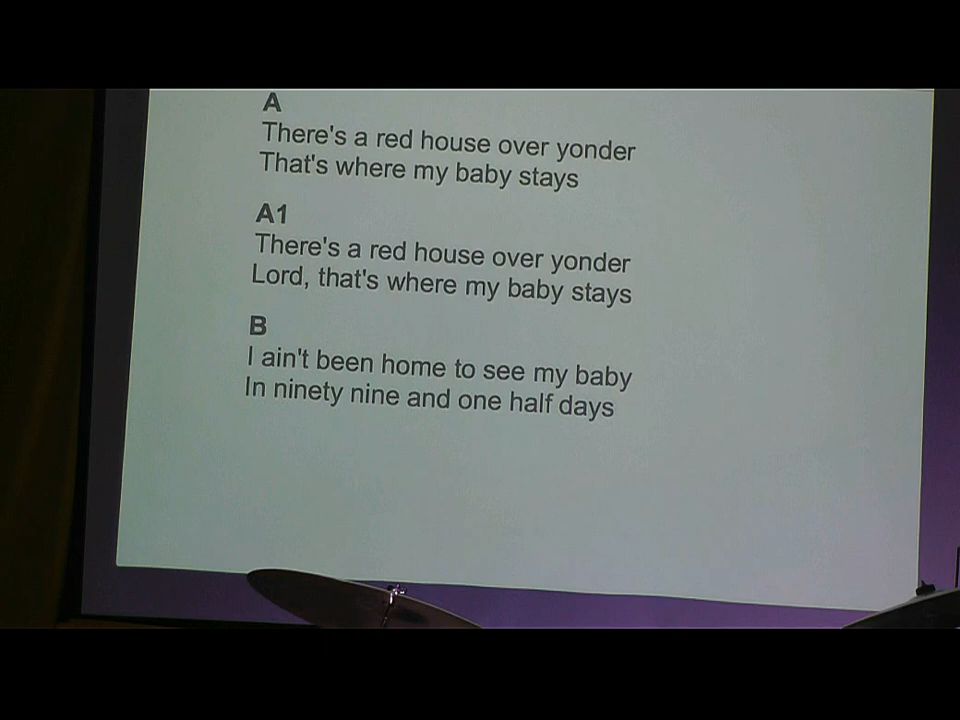 A
There's a red house over yonder
That's where my baby stays
A1
There's a red house over yonder
Lord, that's where my baby stays
B
I ain't been home to see my baby
In ninety nine and one half days